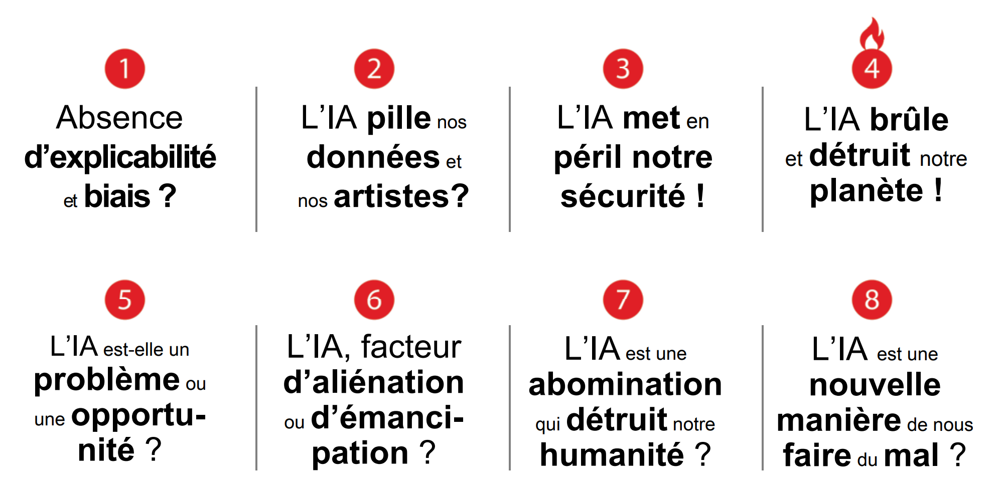 1
Absence
d’explicabilité
et biais ?
2
L’IA pille nos
données et
nos artistes?
3
L’IA met en
péril notre
sécurité !
4
L’IA brûle
et détruit notre
planète !
5
L’IA est-elle un
problème ou
une opportu-
nité ?
6
L’IA, facteur
d’aliénation
ou d’émanci-
pation ?
7
L’IA est une
abomination
qui détruit notre
humanité ?
8
L’IA est une
nouvelle
manière de nous
faire du mal ?